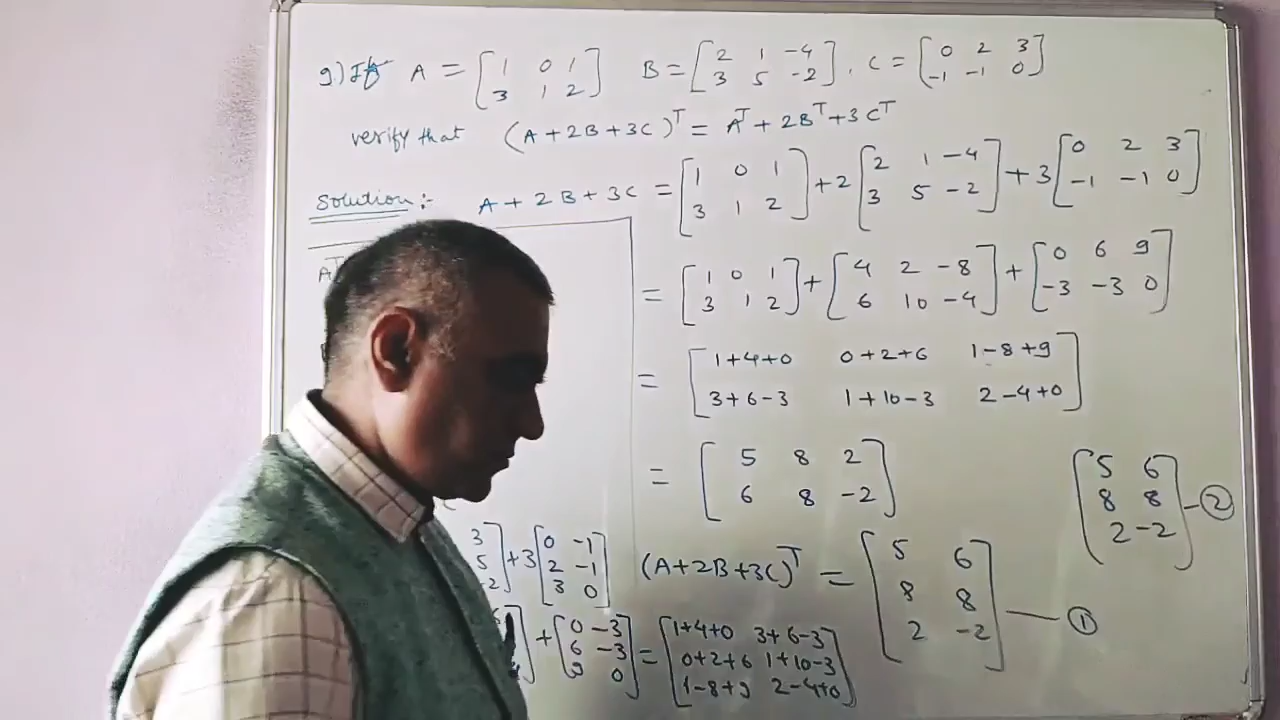 9) If A = [1 0 1; 3 1 2] B = [2 1 -4; 3 5 -2], C = [0 2 3; -1 -1 0]
verify that (A+2B+3C)ᵀ = Aᵀ + 2Bᵀ + 3Cᵀ
Solution:- A + 2B + 3C = [1 0 1; 3 1 2] + 2 [2 1 -4; 3 5 -2] + 3 [0 2 3; -1 -1 0]
= [1 0 1; 3 1 2] + [4 2 -8; 6 10 -4] + [0 6 9; -3 -3 0]
= [1+4+0 0+2+6 1-8+9; 3+6-3 1+10-3 2-4+0]
= [5 8 2; 6 8 -2]
(A+2B+3C)ᵀ = [5 6; 8 8; 2 -2] — ①
Aᵀ
3; 5; -2] + 3 [0 -1; 2 -1; 3 0]
] + [0 -3; 6 -3; 9 0] = [1+4+0 3+6-3; 0+2+6 1+10-3; 1-8+9 2-4+0]
[5 6; 8 8; 2 -2] - ②